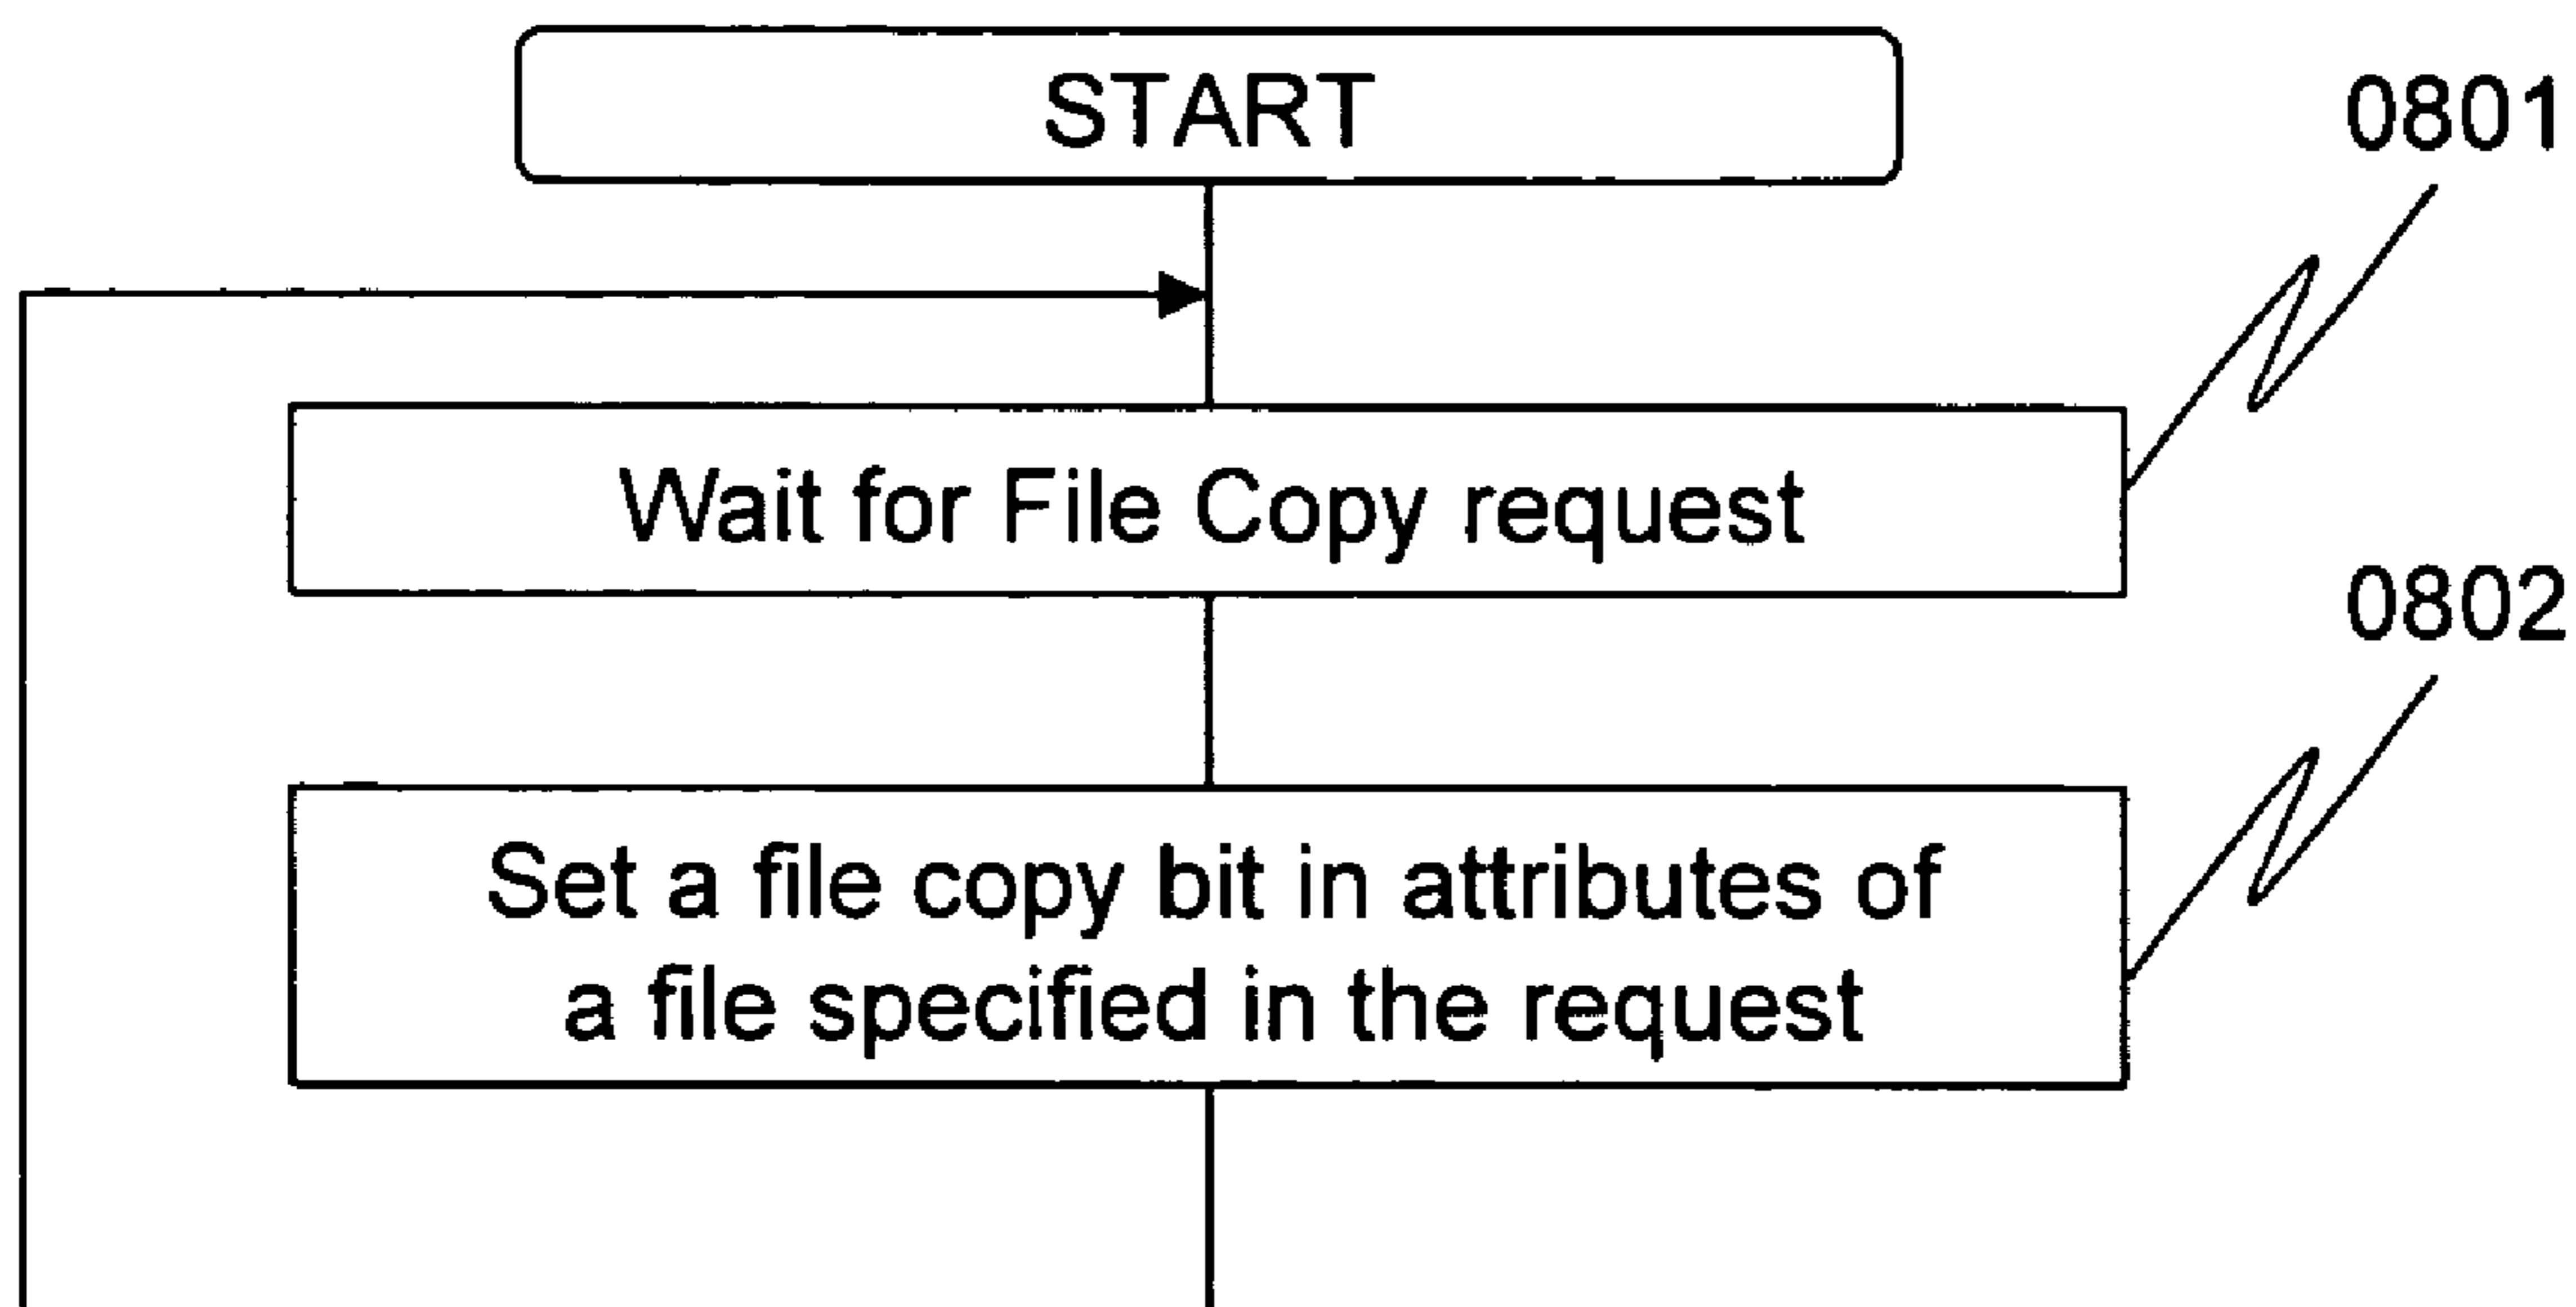 START
0801
Wait for File Copy request
0802
Set a file copy bit in attributes of
a file specified in the request